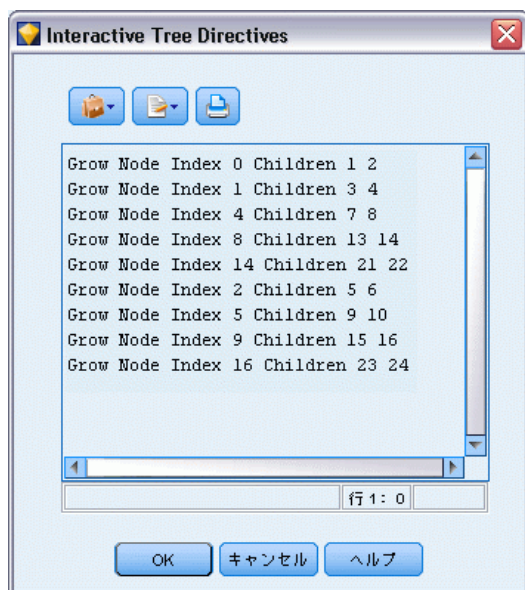 Interactive Tree Directives
Grow Node Index 0 Children 1 2
Grow Node Index 1 Children 3 4
Grow Node Index 4 Children 7 8
Grow Node Index 8 Children 13 14
Grow Node Index 14 Children 21 22
Grow Node Index 2 Children 5 6
Grow Node Index 5 Children 9 10
Grow Node Index 9 Children 15 16
Grow Node Index 16 Children 23 24
行 1: 0
OK キャンセル ヘルプ